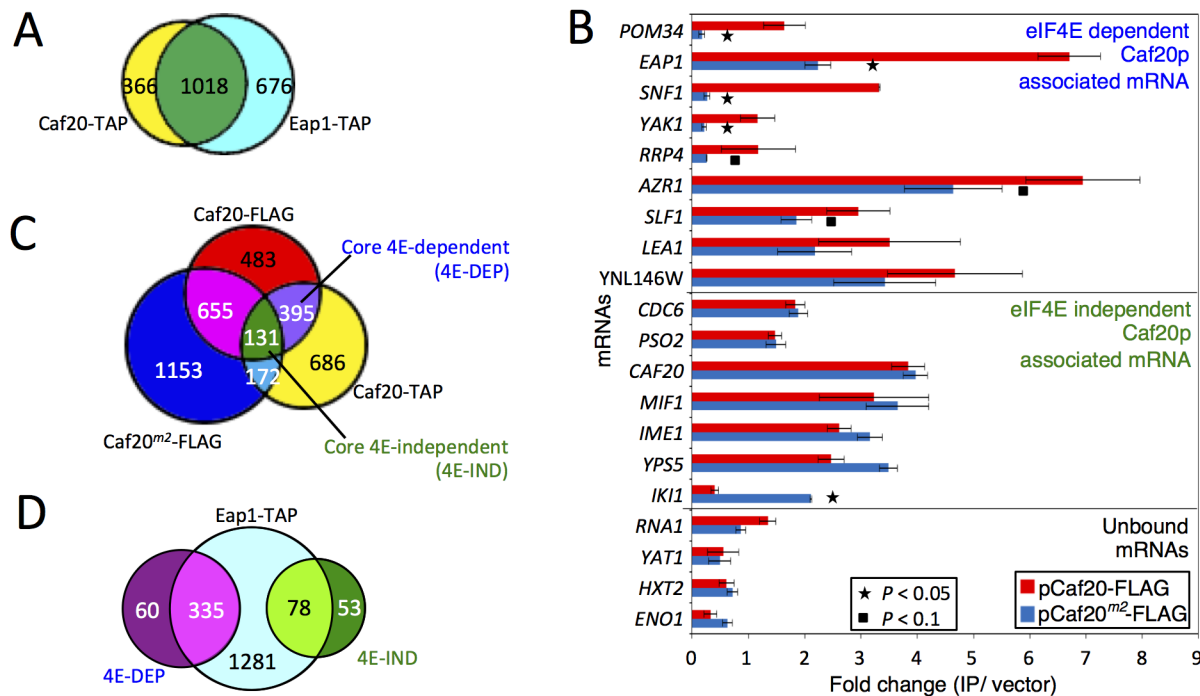 A
366
1018
676
Caf20-TAP
Eap1-TAP
B
mRNAs
POM34
EAP1
SNF1
YAK1
RRP4
AZR1
SLF1
LEA1
YNL146W
CDC6
PSO2
CAF20
MIF1
IME1
YPS5
IKI1
RNA1
YAT1
HXT2
ENO1
eIF4E dependent
Caf20p
associated mRNA
eIF4E independent
Caf20p
associated mRNA
Unbound
mRNAs
★ P < 0.05
■ P < 0.1
pCaf20-FLAG
pCaf20m2-FLAG
0 1 2 3 4 5 6 7 8 9
Fold change (IP/ vector)
C
Caf20-FLAG
483
Core 4E-dependent
(4E-DEP)
655
395
131
1153
172
686
Caf20-TAP
Caf20m2-FLAG
Core 4E-independent
(4E-IND)
D
Eap1-TAP
60
335
78
53
1281
4E-DEP
4E-IND